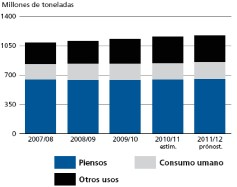 Millones de toneladas
1400
1050
700
350
0
2007/08 2008/09 2009/10 2010/11 2011/12
estim. prónost.
Piensos Consumo umano
Otros usos